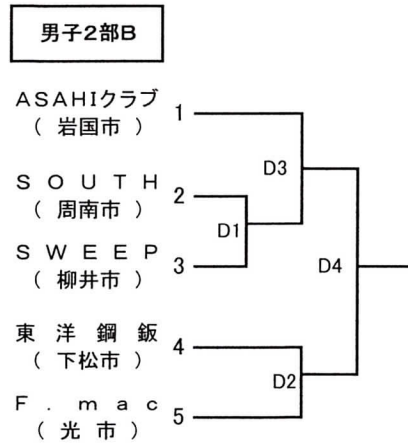 男子2部B
ASAHIクラブ 1
( 岩国市 )
D3
SOUTH 2
( 周南市 )
D1
SWEEP 3
( 柳井市 )
D4
東洋鋼鈑 4
( 下松市 )
D2
F.mac 5
( 光市 )